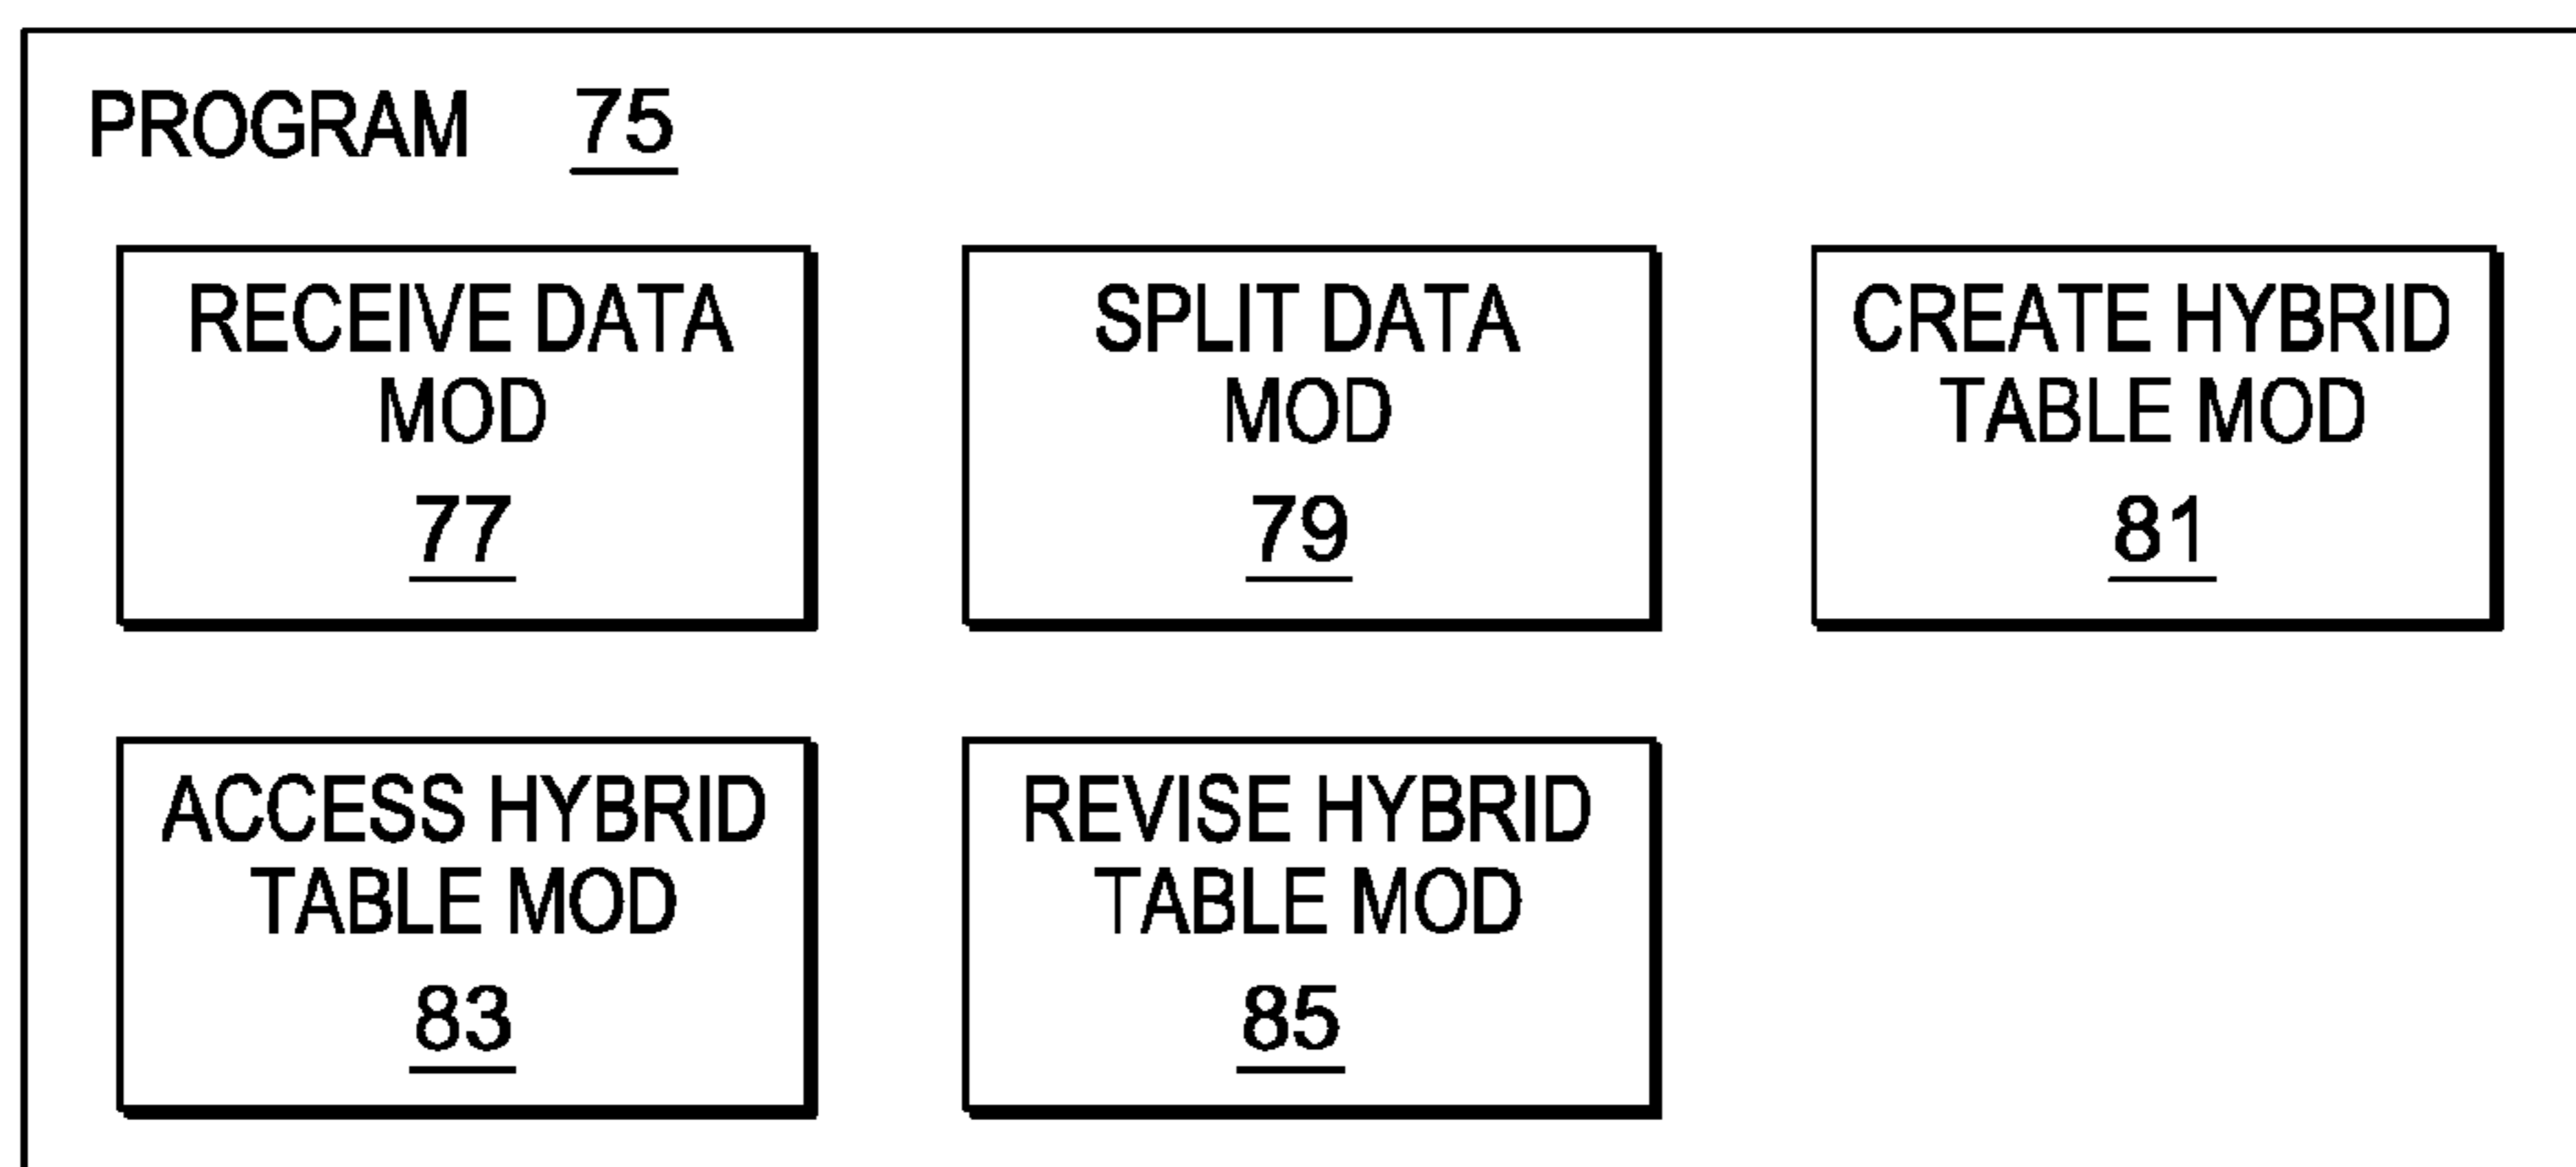 PROGRAM 75
RECEIVE DATA
MOD
77
SPLIT DATA
MOD
79
CREATE HYBRID
TABLE MOD
81
ACCESS HYBRID
TABLE MOD
83
REVISE HYBRID
TABLE MOD
85